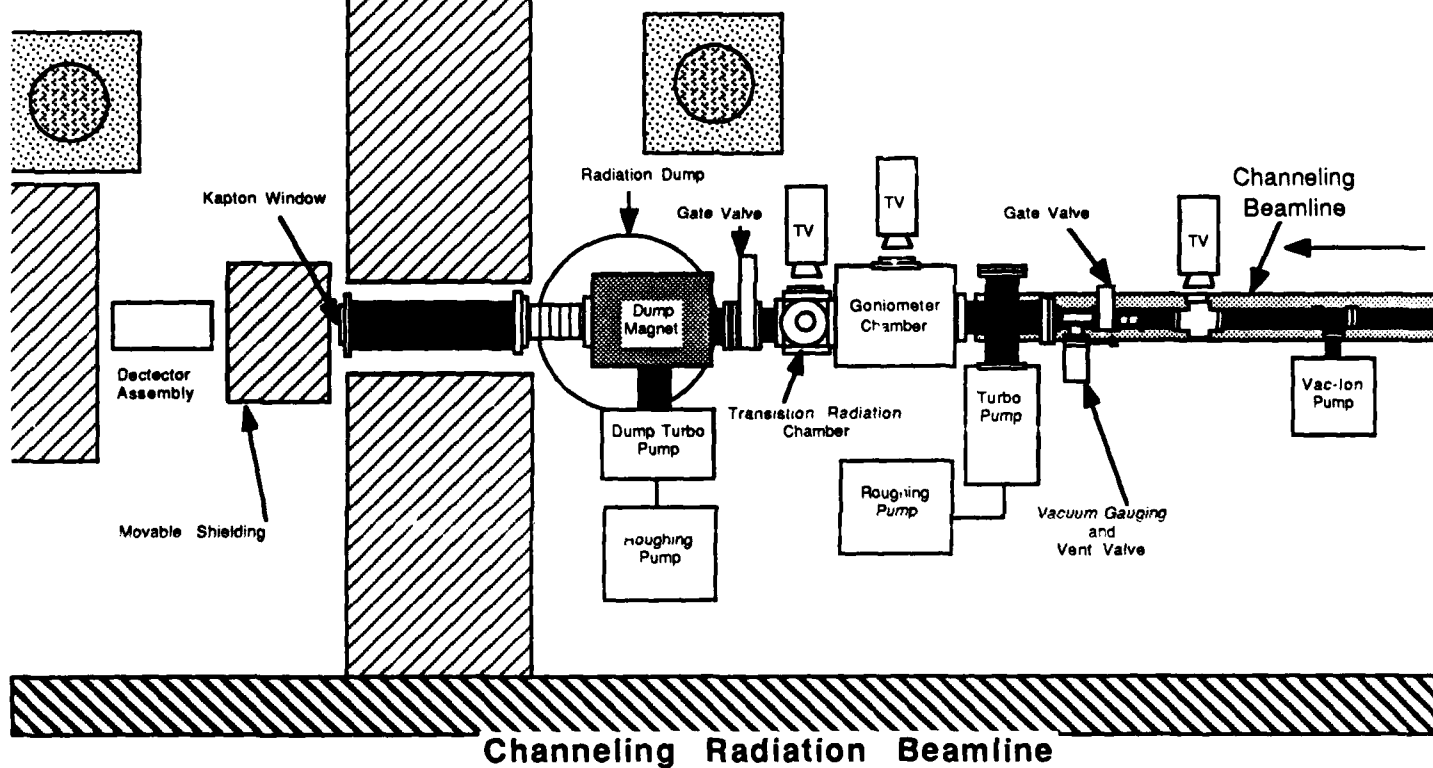 Radiation Dump
Channeling
Beamline
Kapton Window
Gate Valve
TV
TV
Gate Valve
TV
Dump
Magnet
Goniometer
Chamber
Dectector
Assembly
Transistion Radiation
Chamber
Turbo
Pump
Vac-Ion
Pump
Dump Turbo
Pump
Roughing
Pump
Movable Shielding
Vacuum Gauging
and
Vent Valve
Roughing
Pump
Channeling Radiation Beamline